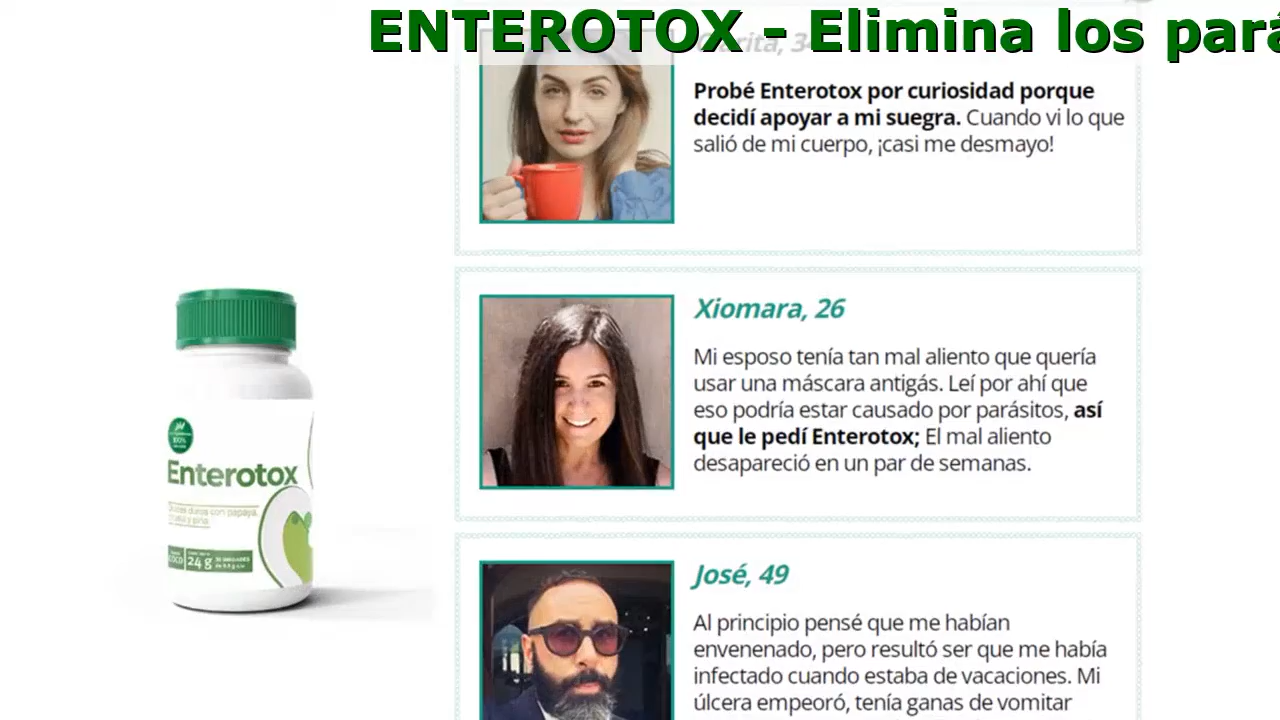 ENTEROTOX - Elimina los pará
Probé Enterotox por curiosidad porque
decidí apoyar a mi suegra. Cuando vi lo que
salió de mi cuerpo, ¡casi me desmayo!
Xiomara, 26
Mi esposo tenía tan mal aliento que quería
usar una máscara antigás. Leí por ahí que
eso podría estar causado por parásitos, así
que le pedí Enterotox; El mal aliento
desapareció en un par de semanas.
José, 49
Al principio pensé que me habían
envenenado, pero resultó ser que me había
infectado cuando estaba de vacaciones. Mi
úlcera empeoró, tenía ganas de vomitar
100%
Enterotox
con papaya,
24 g